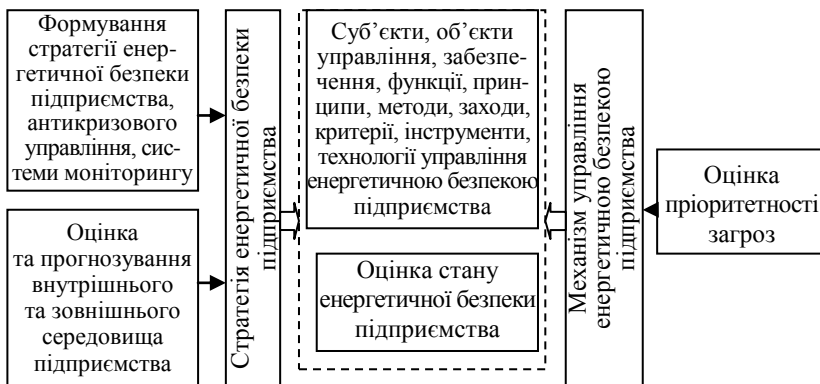 Формування
стратегії енер-
гетичної безпеки
підприємства,
антикризового
управління, сис-
теми моніторингу
Оцінка
та прогнозування
внутрішнього
та зовнішнього
середовища
підприємства
Стратегія енергетичної безпеки
підприємства
Суб’єкти, об’єкти
управління, забезпе-
чення, функції, прин-
ципи, методи, заходи,
критерії, інструменти,
технології управління
енергетичною безпекою
підприємства
Оцінка стану
енергетичної безпеки
підприємства
Механізм управління
енергетичною безпекою
підприємства
Оцінка
пріоритетності
загроз